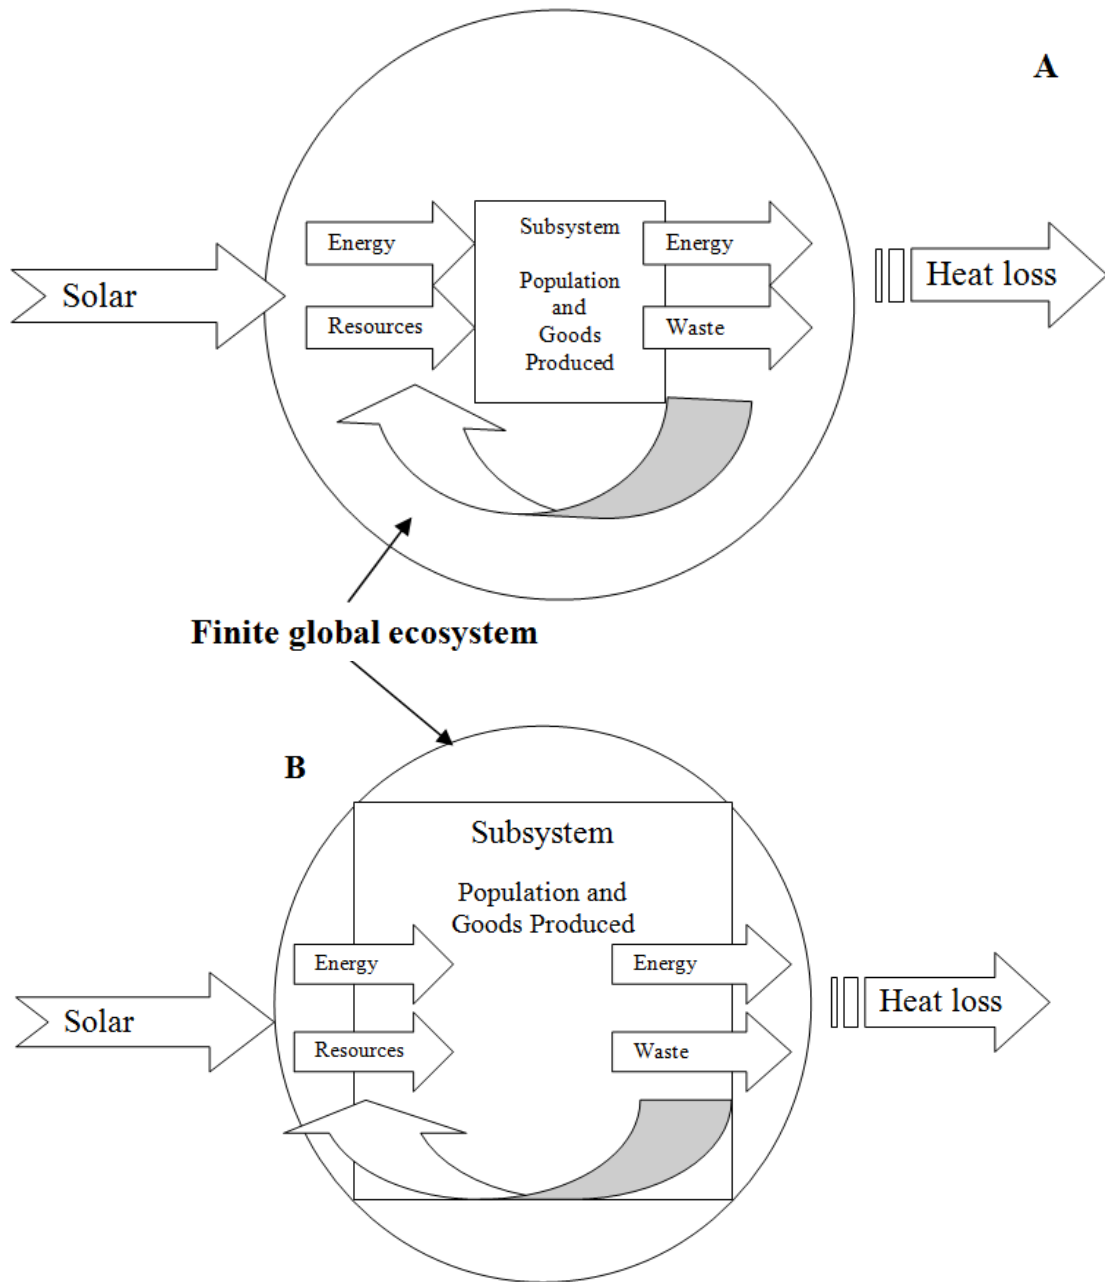 A
Solar
Energy
Resources
Subsystem
Population
and
Goods
Produced
Energy
Waste
Heat loss
Finite global ecosystem
B
Subsystem
Population and
Goods Produced
Solar
Energy
Resources
Energy
Waste
Heat loss